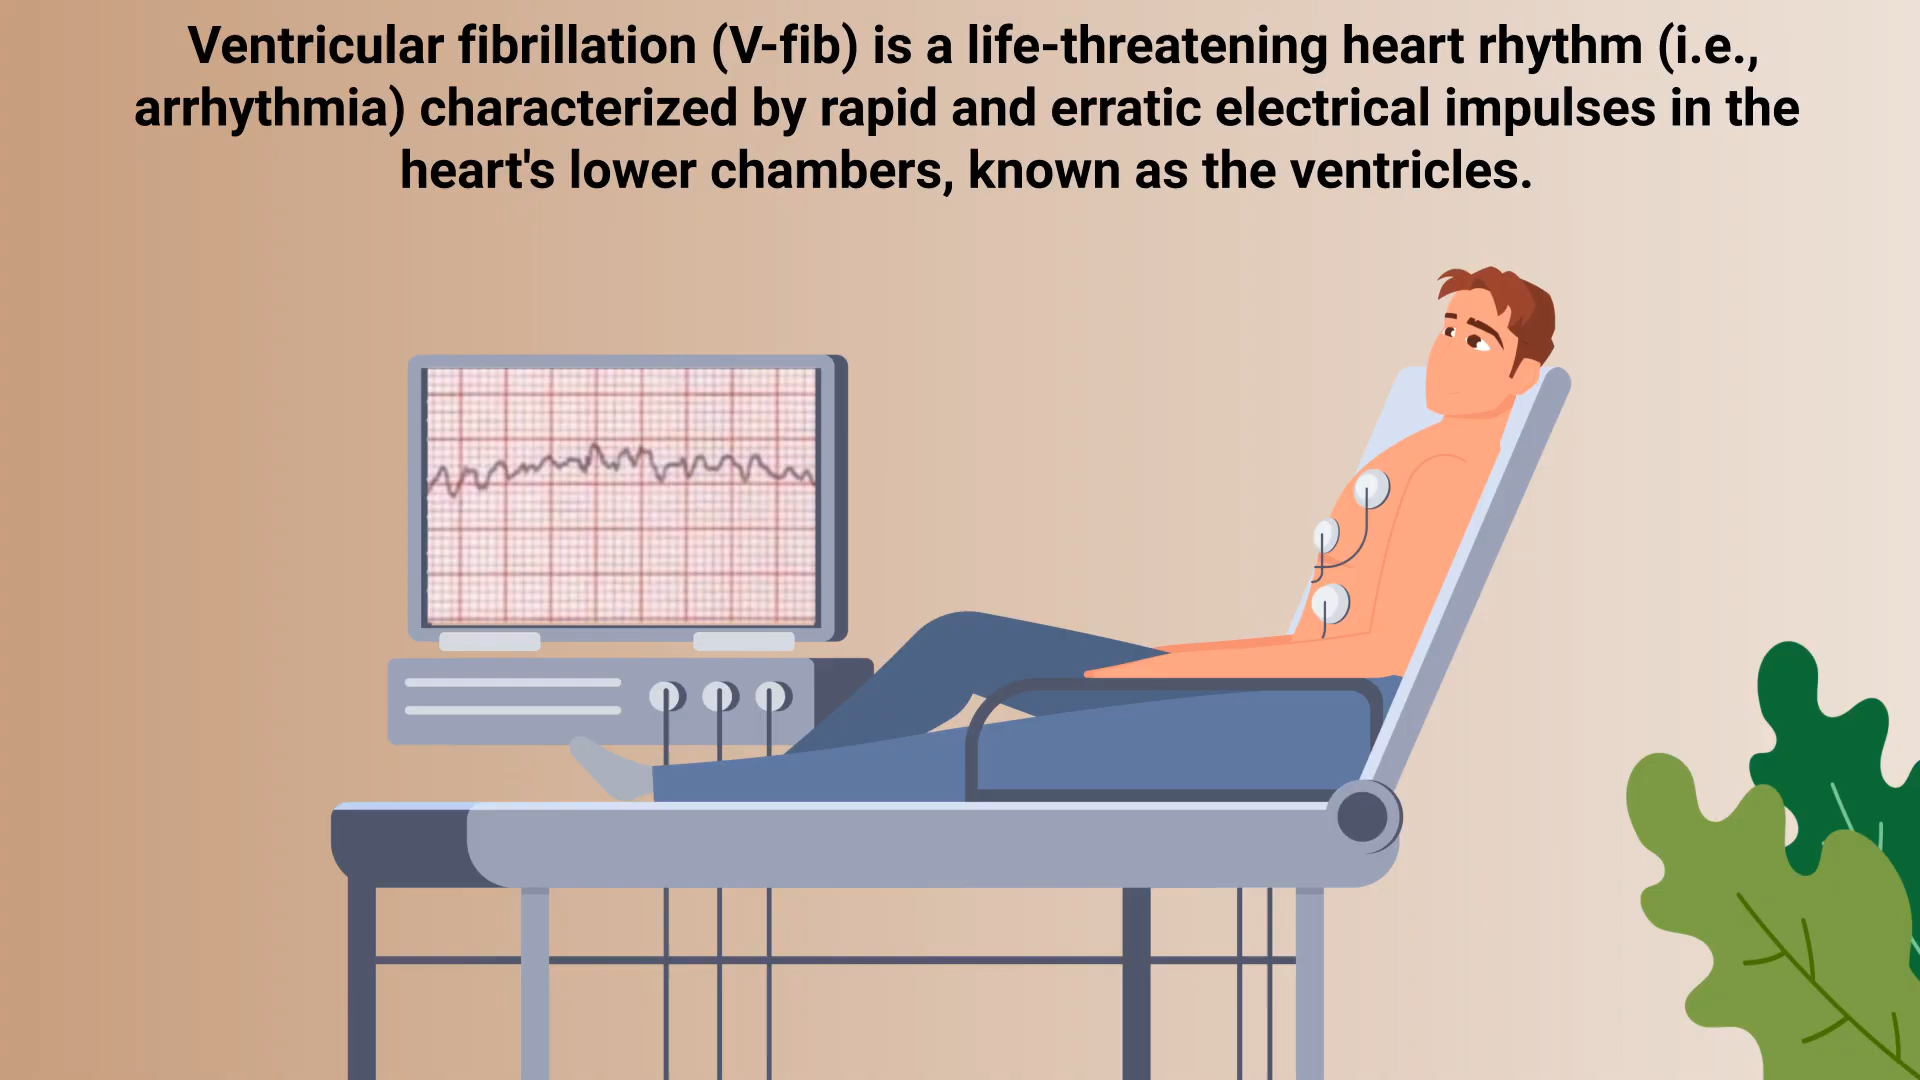 Ventricular fibrillation (V-fib) is a life-threatening heart rhythm (i.e.,
arrhythmia) characterized by rapid and erratic electrical impulses in the
heart's lower chambers, known as the ventricles.